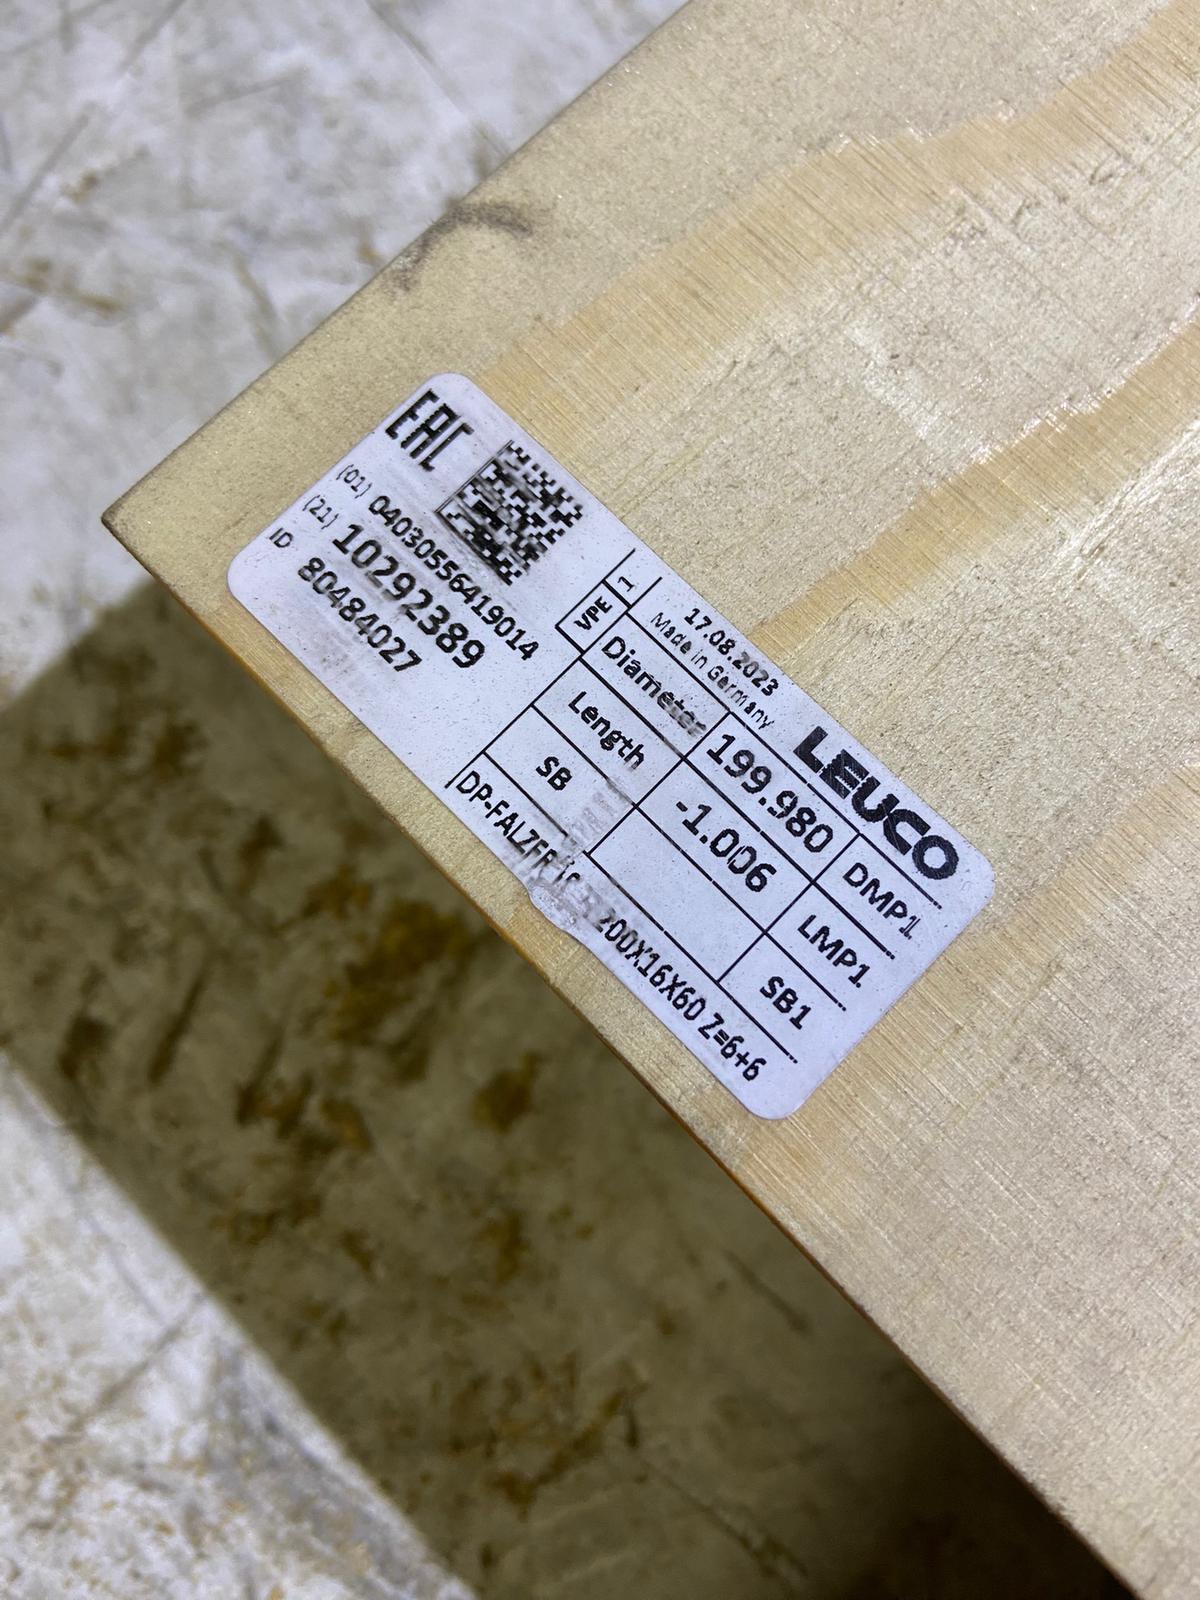 EAC
(01) 04030556419014
(21) 10292389
ID 80484027
17.08.2023
Made in Germany
LEUCO
VPE 1
Diameter 199.980 DMP1
Length -1.006 LMP1
SB SB1
200X16X60 Z=6+6